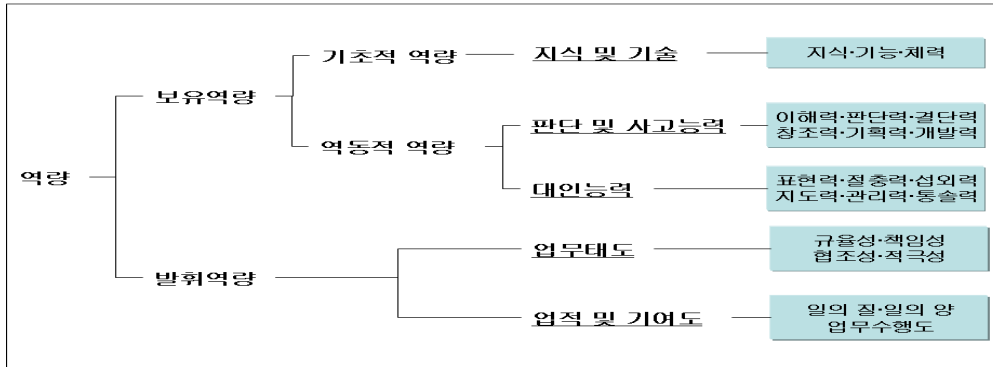 기초적 역량
지식 및 기술
지식·기능·체력
보유역량
역동적 역량
판단 및 사고능력
이해력·판단력·결단력
창조력·기획력·개발력
대인능력
표현력·절충력·섭외력
지도력·관리력·통솔력
역량
발휘역량
업무태도
규율성·책임성
협조성·적극성
업적 및 기여도
일의 질·일의 양
업무수행도